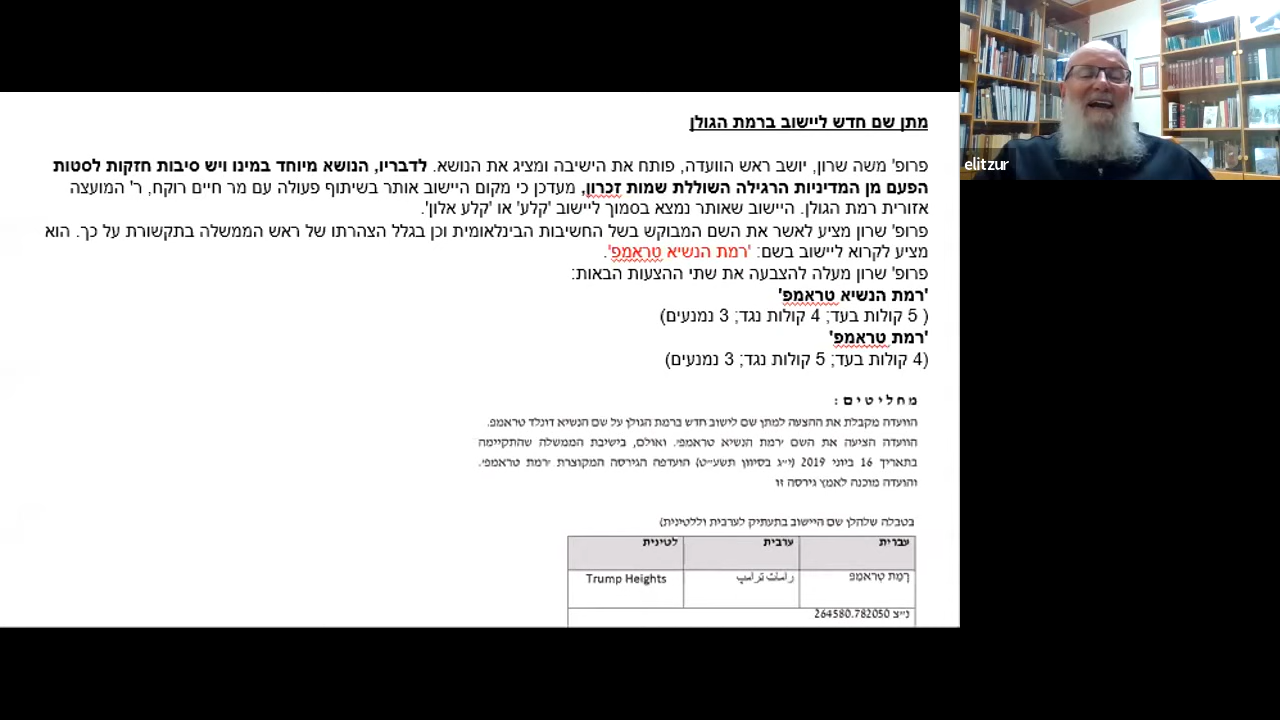 מתן שם חדש ליישוב ברמת הגולן
פרופ' משה שרון, יושב ראש הוועדה, פותח את הישיבה ומציג את הנושא. לדבריו, הנושא מיוחד במינו ויש סיבות חזקות לסטות
הפעם מן המדיניות הרגילה השוללת שמות זכרון, מעדכן כי מקום היישוב אותר בשיתוף פעולה עם מר חיים רוקח, ר' המועצה
אזורית רמת הגולן. היישוב שאותר נמצא בסמוך ליישוב 'קלע' או 'קלע אלון'.
פרופ' שרון מציע לאשר את השם המבוקש בשל החשיבות הבינלאומית וכן בגלל הצהרתו של ראש הממשלה בתקשורת על כך. הוא
מציע לקרוא ליישוב בשם: 'רמת הנשיא טראמפ'.
פרופ' שרון מעלה להצבעה את שתי ההצעות הבאות:
'רמת הנשיא טראמפ'
( 5 קולות בעד; 4 קולות נגד; 3 נמנעים)
'רמת טראמפ'
(4 קולות בעד; 5 קולות נגד; 3 נמנעים)
מחליטים:
הוועדה מקבלת את ההצעה למתן שם לישוב חדש ברמת הגולן על שם הנשיא דונלד טראמפ.
הוועדה הציעה את השם 'רמת הנשיא טראמפ'. ואולם, בישיבת הממשלה שהתקיימה
בתאריך 16 ביוני 2019 (י"ג בסיוון תשע"ט) הועדפה הגירסה המקוצרת 'רמת טראמפ'.
והועדה מוכנה לאמץ גירסה זו
בטבלה שלהלן שם היישוב בתעתיק לערבית וללטינית)
עברית ערבית לטינית
רָמַת טְרַאמְפּ رامات ترامپ Trump Heights
נ"צ 264580.782050
elitzur